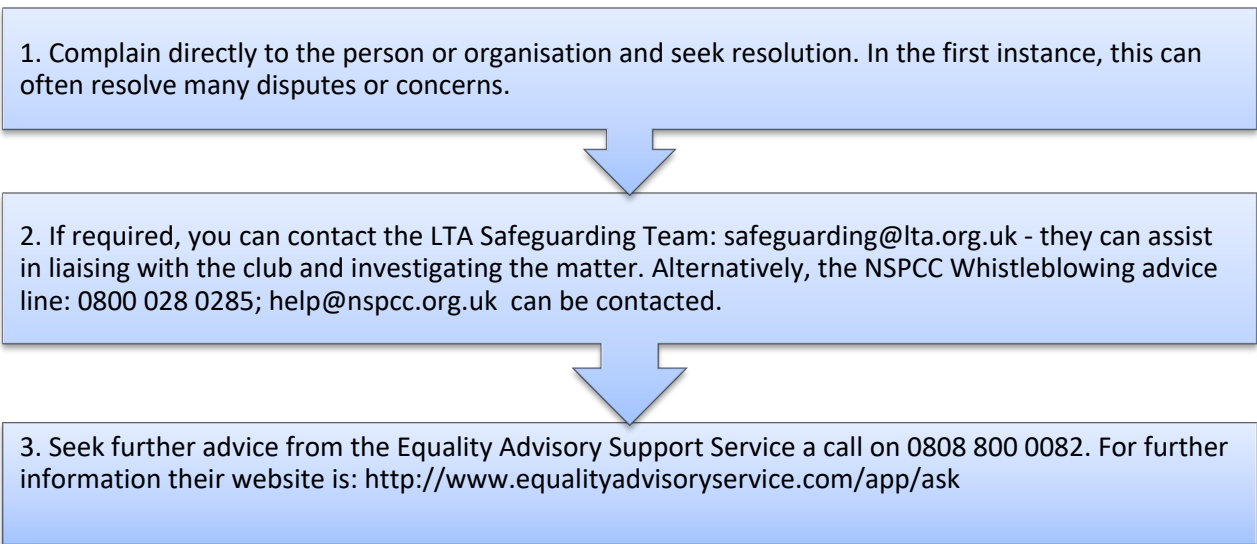 1. Complain directly to the person or organisation and seek resolution. In the first instance, this can
often resolve many disputes or concerns.
2. If required, you can contact the LTA Safeguarding Team: safeguarding@lta.org.uk - they can assist
in liaising with the club and investigating the matter. Alternatively, the NSPCC Whistleblowing advice
line: 0800 028 0285; help@nspcc.org.uk  can be contacted.
3. Seek further advice from the Equality Advisory Support Service a call on 0808 800 0082. For further
information their website is: http://www.equalityadvisoryservice.com/app/ask